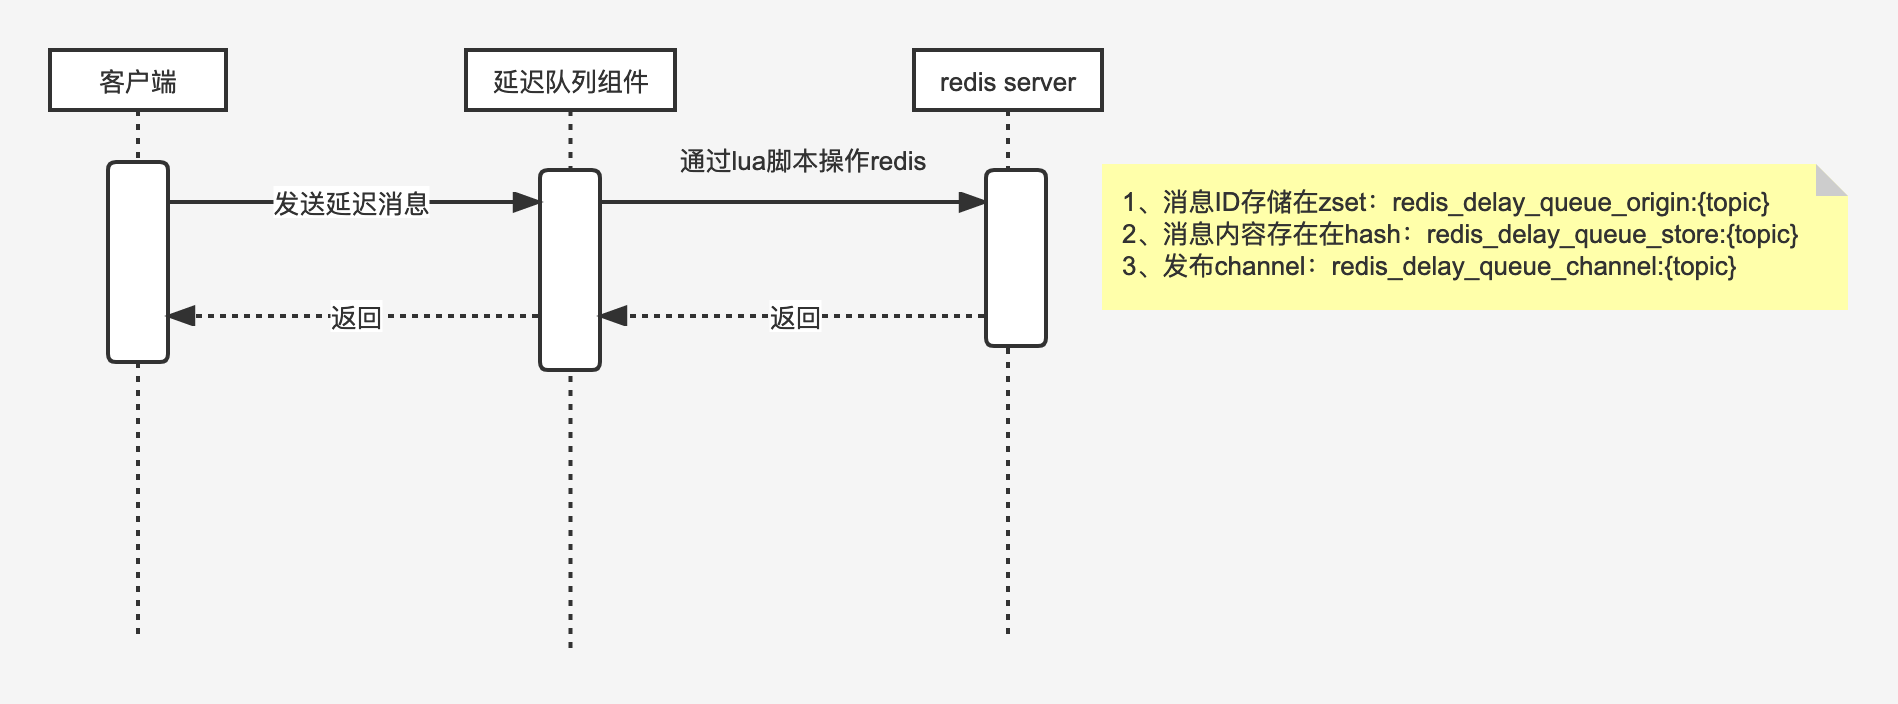 客户端
延迟队列组件
redis server
通过lua脚本操作redis
发送延迟消息
1、消息ID存储在zset：redis_delay_queue_origin:{topic}
2、消息内容存在在hash：redis_delay_queue_store:{topic}
3、发布channel：redis_delay_queue_channel:{topic}
返回
返回